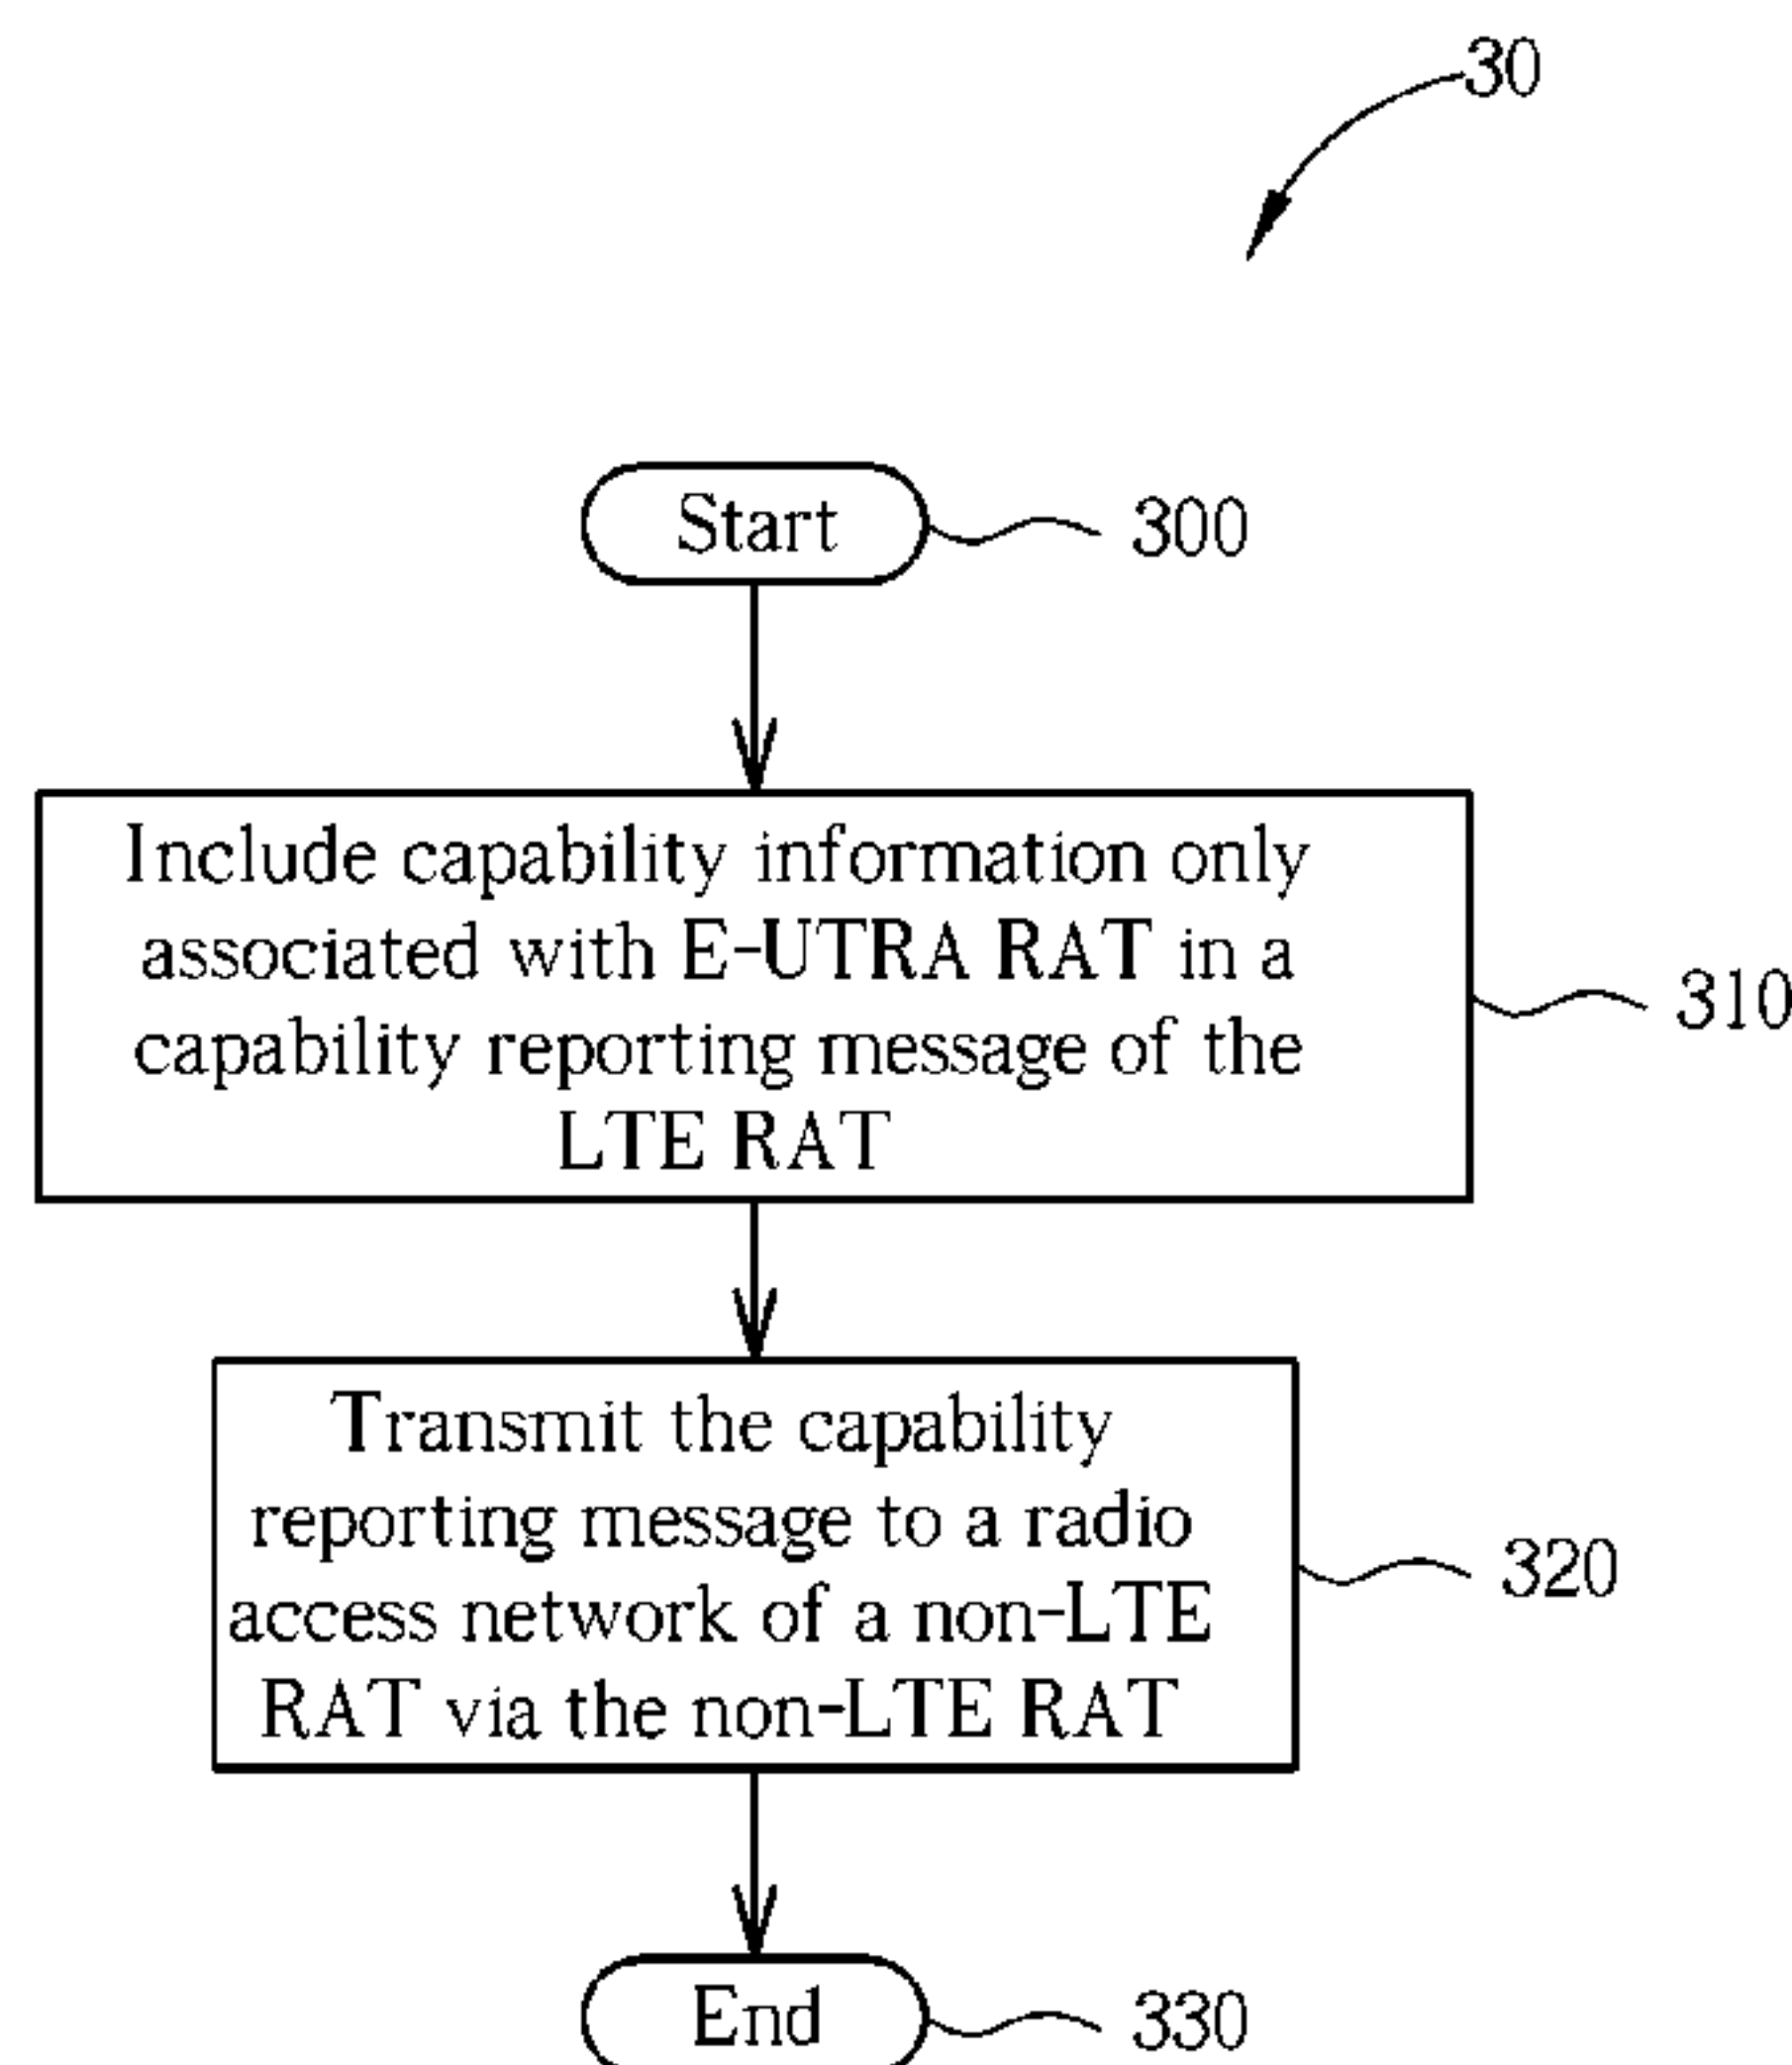 30
Start
300
Include capability information only
associated with E-UTRA RAT in a
capability reporting message of the
LTE RAT
310
Transmit the capability
reporting message to a radio
access network of a non-LTE
RAT via the non-LTE RAT
320
End
330